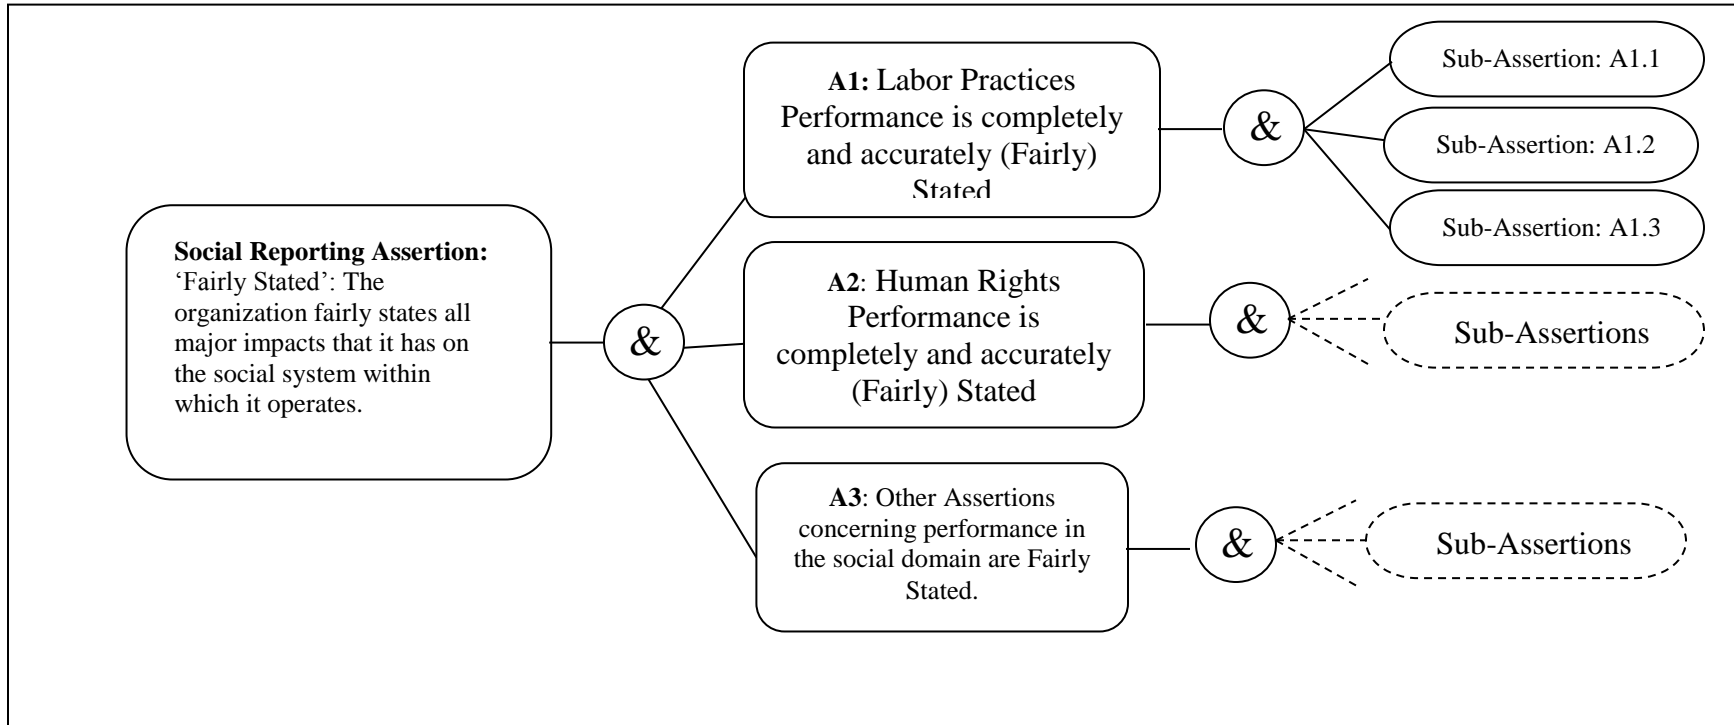 Social Reporting Assertion:
‘Fairly Stated’: The
organization fairly states all
major impacts that it has on
the social system within
which it operates.
&
A1: Labor Practices
Performance is completely
and accurately (Fairly)
Stated
&
Sub-Assertion: A1.1
Sub-Assertion: A1.2
Sub-Assertion: A1.3
A2: Human Rights
Performance is
completely and accurately
(Fairly) Stated
&
Sub-Assertions
A3: Other Assertions
concerning performance in
the social domain are Fairly
Stated.
&
Sub-Assertions